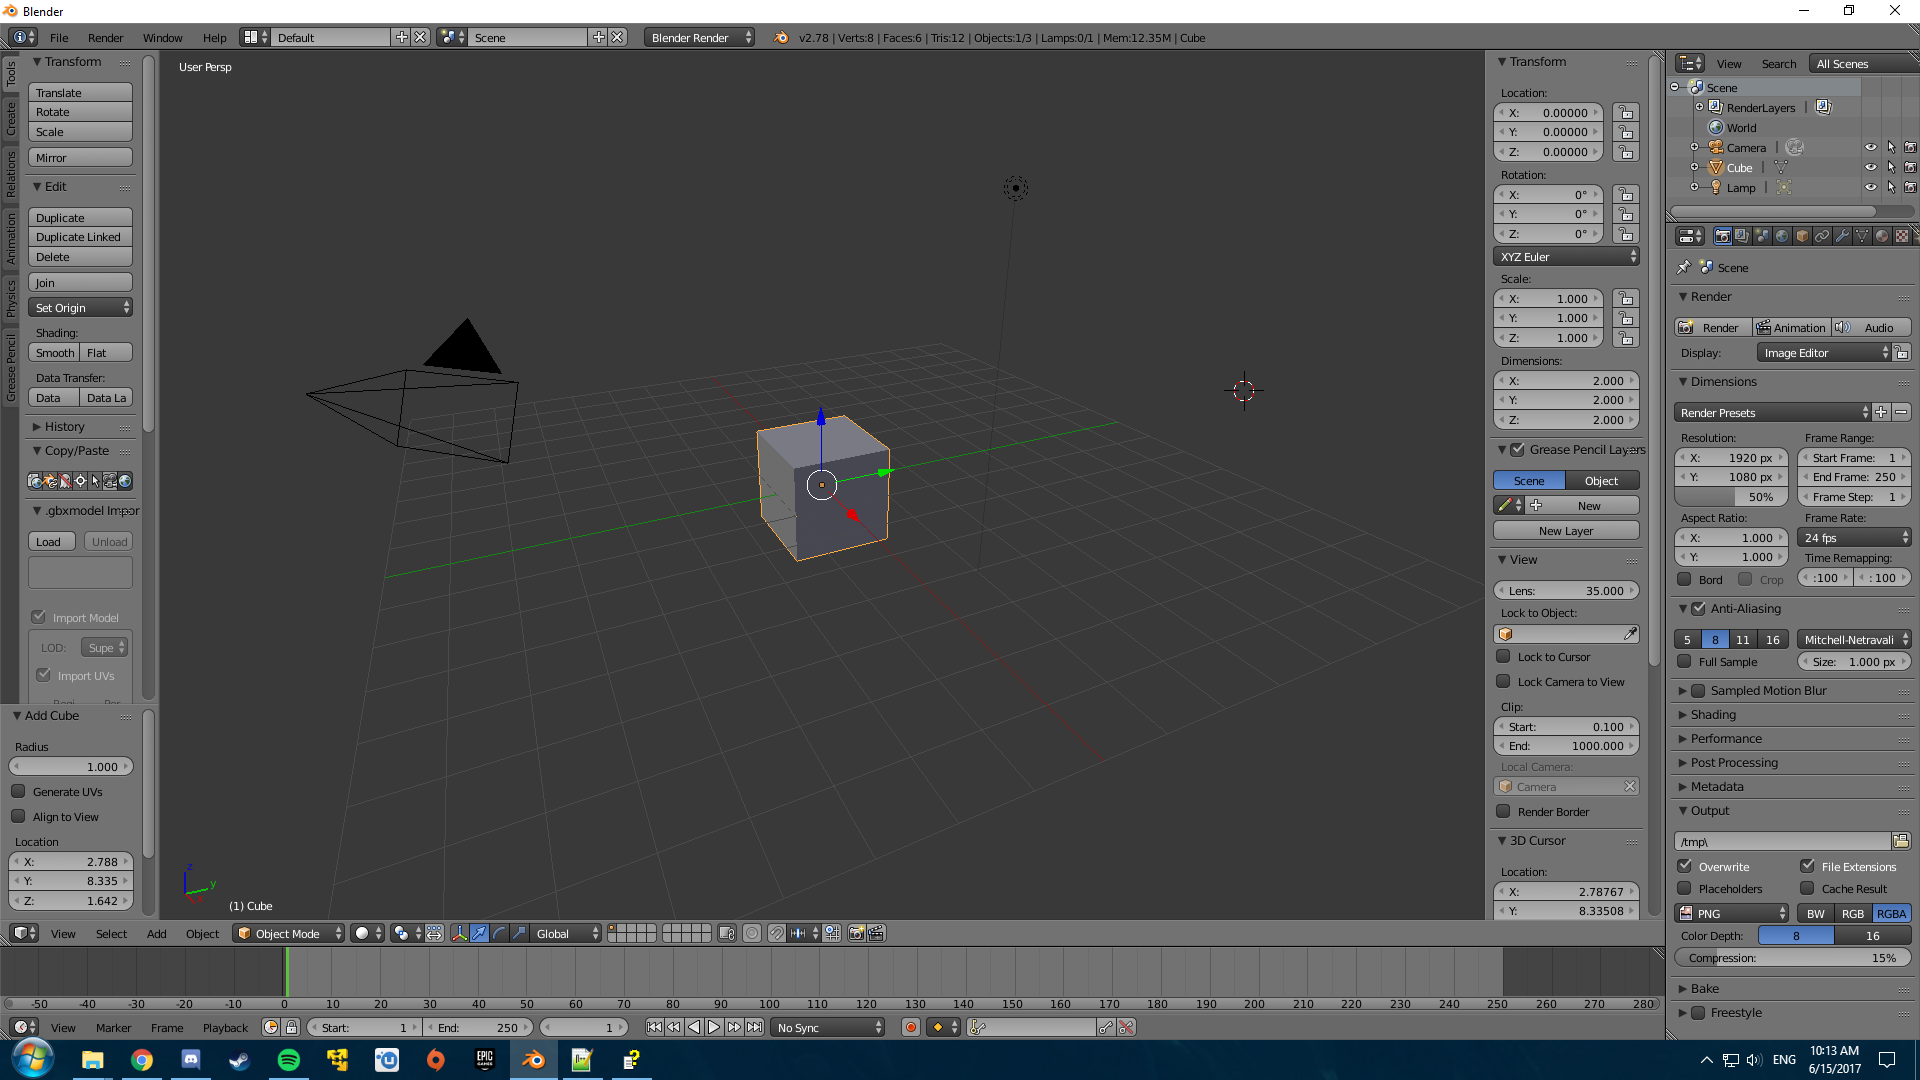 Blender
File Render Window Help Default Scene Blender Render v2.78 | Verts:8 | Faces:6 | Tris:12 | Objects:1/3 | Lamps:0/1 | Mem:12.35M | Cube
Tools
Create
Relations
Animation
Physics
Grease Pencil
Transform
Translate
Rotate
Scale
Mirror
Edit
Duplicate
Duplicate Linked
Delete
Join
Set Origin
Shading:
Smooth Flat
Data Transfer:
Data Data La
History
Copy/Paste
.gbxmodel Impor
Load Unload
Import Model
LOD: Supe
Import UVs
Add Cube
Radius
1.000
Generate UVs
Align to View
Location
X: 2.788
Y: 8.335
Z: 1.642
User Persp
z
y
x
(1) Cube
Transform
Location:
X: 0.00000
Y: 0.00000
Z: 0.00000
Rotation:
X: 0°
Y: 0°
Z: 0°
XYZ Euler
Scale:
X: 1.000
Y: 1.000
Z: 1.000
Dimensions:
X: 2.000
Y: 2.000
Z: 2.000
Grease Pencil Layers
Scene Object
New
New Layer
View
Lens: 35.000
Lock to Object:
Lock to Cursor
Lock Camera to View
Clip:
Start: 0.100
End: 1000.000
Local Camera:
Camera
Render Border
3D Cursor
Location:
X: 2.78767
Y: 8.33508
View Search All Scenes
Scene
RenderLayers |
World
Camera |
Cube |
Lamp |
Scene
Render
Render Animation Audio
Display: Image Editor
Dimensions
Render Presets
Resolution: Frame Range:
X: 1920 px Start Frame: 1
Y: 1080 px End Frame: 250
50% Frame Step: 1
Aspect Ratio: Frame Rate:
X: 1.000 24 fps
Y: 1.000 Time Remapping:
Bord Crop :100 : 100
Anti-Aliasing
5 8 11 16 Mitchell-Netravali
Full Sample Size: 1.000 px
Sampled Motion Blur
Shading
Performance
Post Processing
Metadata
Output
/tmp\
Overwrite File Extensions
Placeholders Cache Result
PNG BW RGB RGBA
Color Depth: 8 16
Compression: 15%
Bake
Freestyle
View Select Add Object Object Mode Global
-50 -40 -30 -20 -10 0 10 20 30 40 50 60 70 80 90 100 110 120 130 140 150 160 170 180 190 200 210 220 230 240 250 260 270 280
View Marker Frame Playback Start: 1 End: 250 1 No Sync
EPIC GAMES
ENG
10:13 AM
6/15/2017